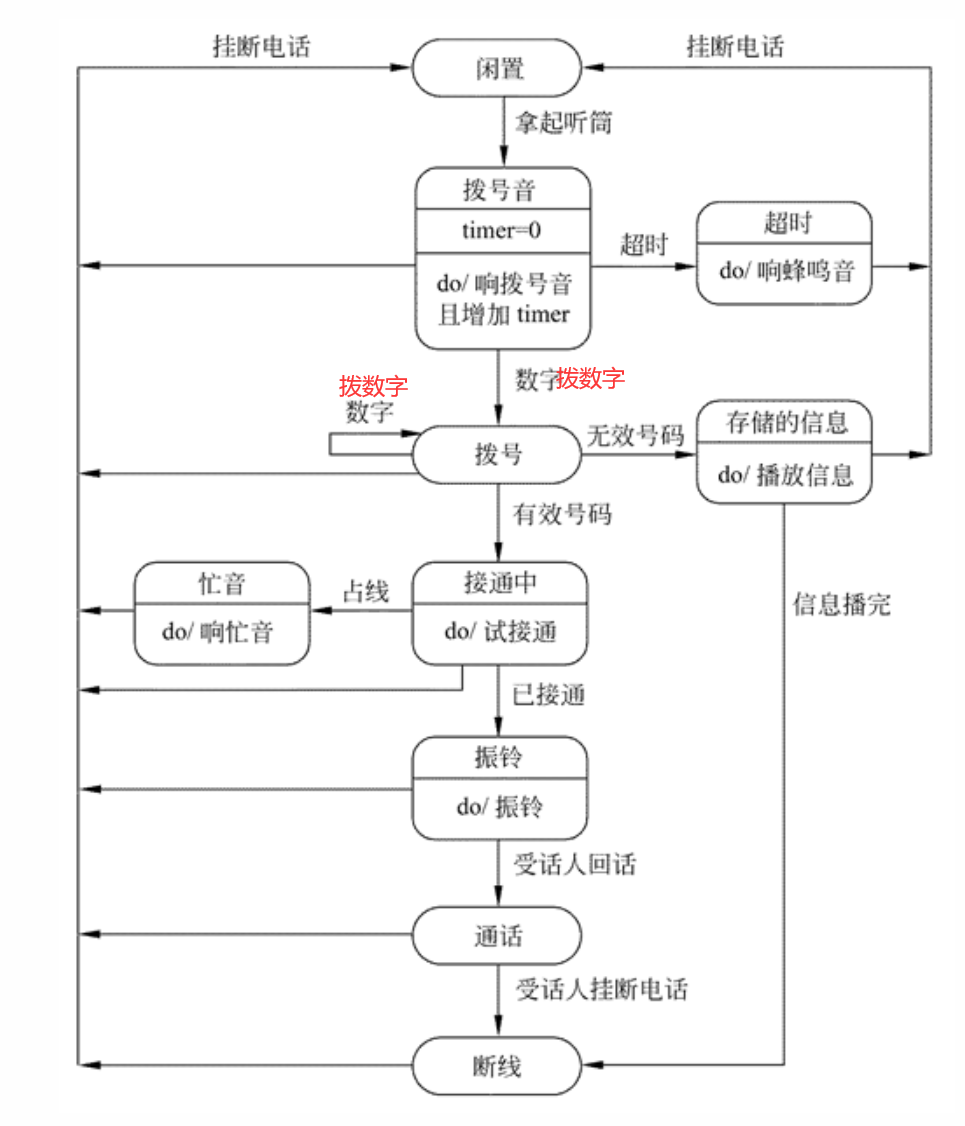 挂断电话
挂断电话
闲置
拿起听筒
拨号音
timer=0
do/ 响拨号音
且增加 timer
超时
超时
do/ 响蜂鸣音
数字
拨数字
拨数字
数字
拨号
无效号码
存储的信息
do/ 播放信息
有效号码
忙音
do/ 响忙音
占线
接通中
do/ 试接通
信息播完
已接通
振铃
do/ 振铃
受话人回话
通话
受话人挂断电话
断线